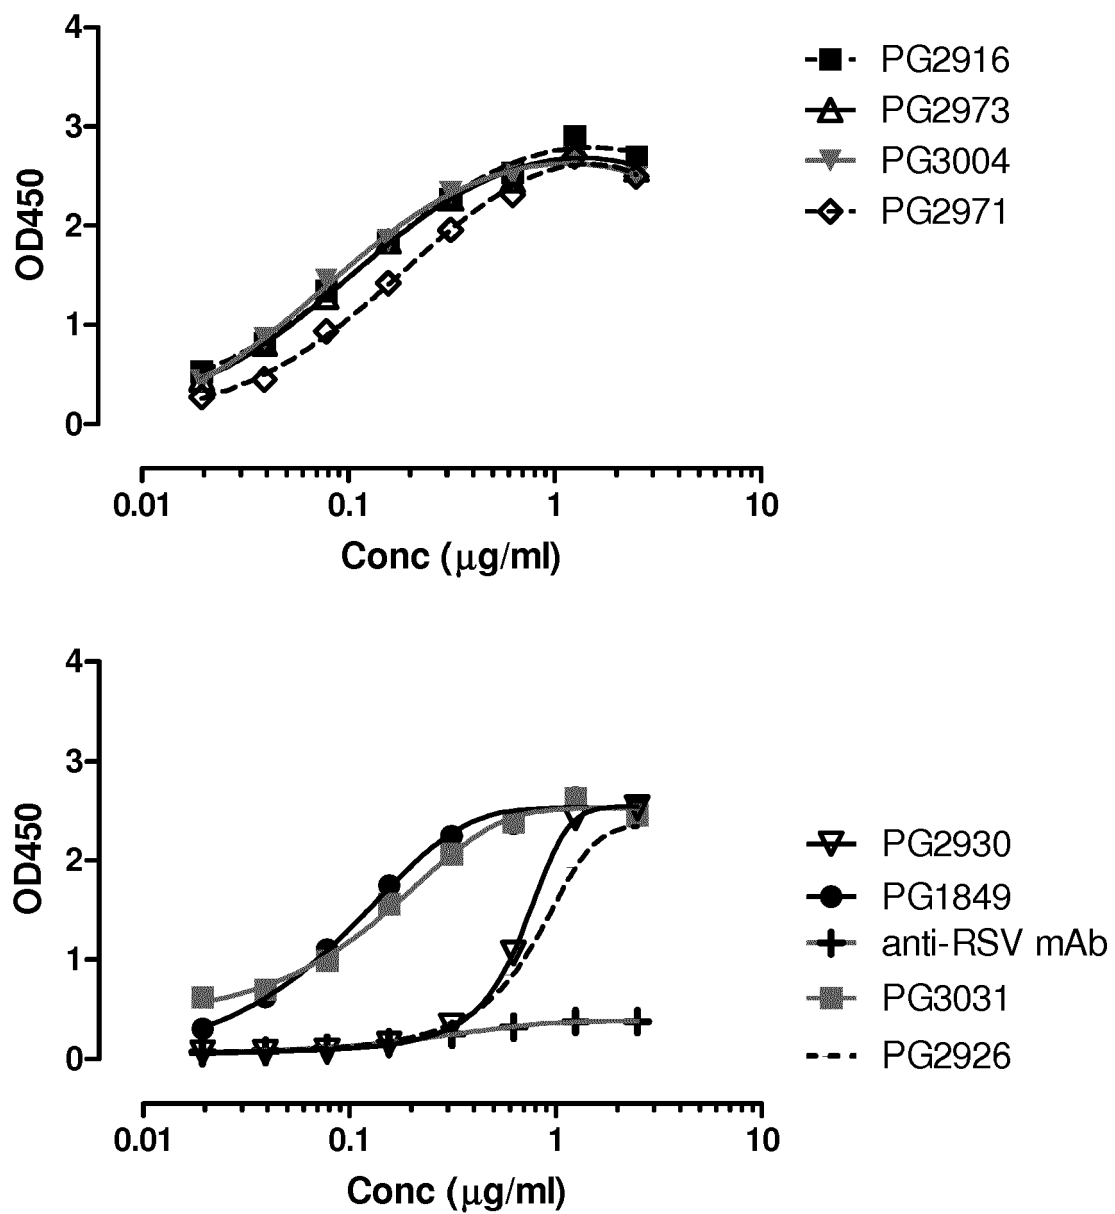 4
3
2
1
0
OD450
0.01 0.1 1 10
Conc (μg/ml)
PG2916
PG2973
PG3004
PG2971
4
3
2
1
0
OD450
0.01 0.1 1 10
Conc (μg/ml)
PG2930
PG1849
anti-RSV mAb
PG3031
PG2926